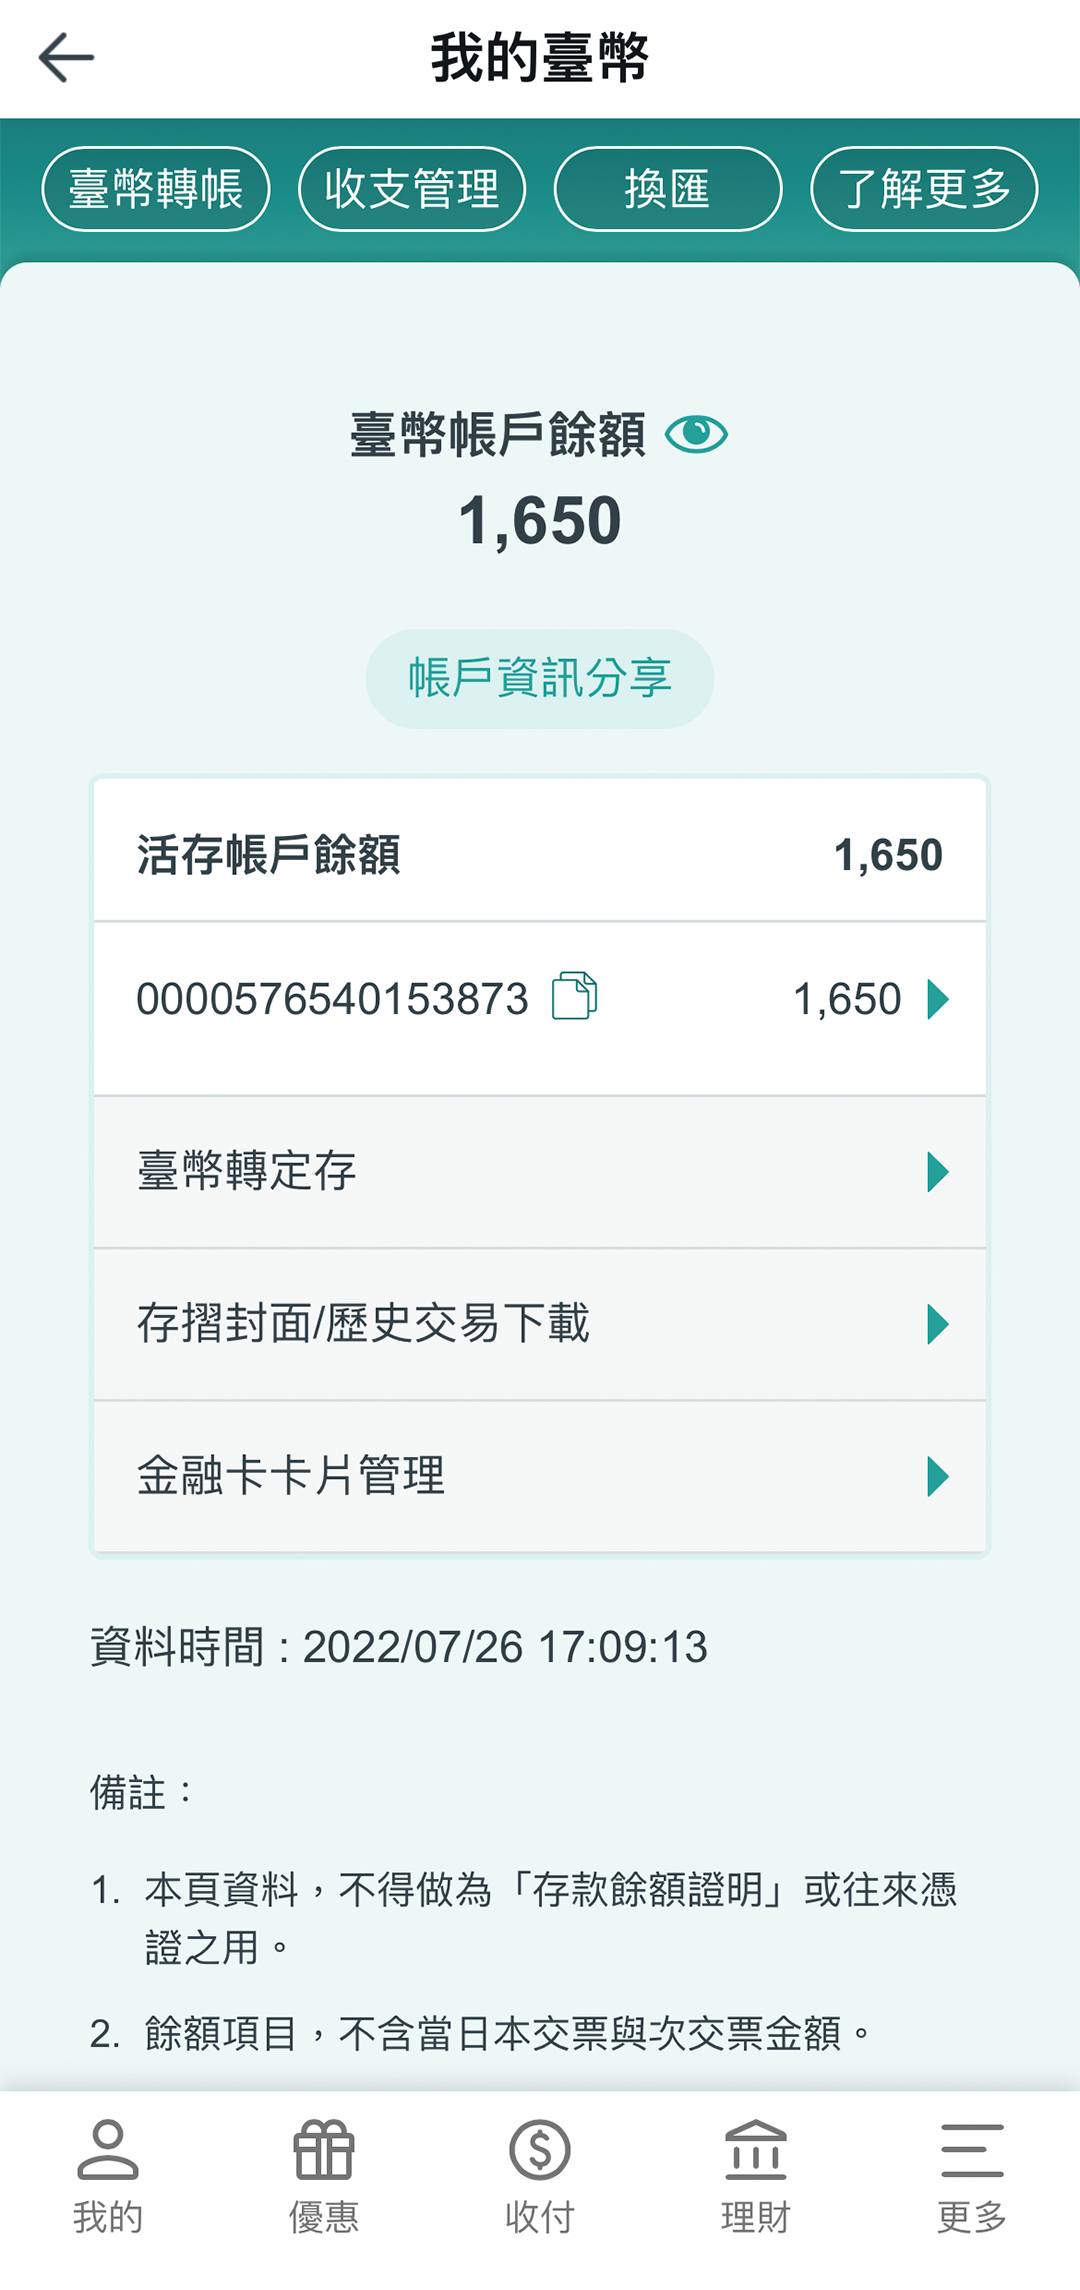 我的臺幣
臺幣轉帳 收支管理 換匯 了解更多
臺幣帳戶餘額
1,650
帳戶資訊分享
活存帳戶餘額 1,650
0000576540153873 1,650
臺幣轉定存
存摺封面/歷史交易下載
金融卡卡片管理
資料時間 : 2022/07/26 17:09:13
備註：
1. 本頁資料，不得做為「存款餘額證明」或往來憑
證之用。
2. 餘額項目，不含當日本交票與次交票金額。
我的 優惠 收付 理財 更多